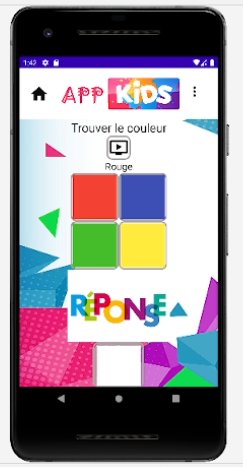 1:42
APP KiDS
Trouver le couleur
Rouge
RÉPONSE